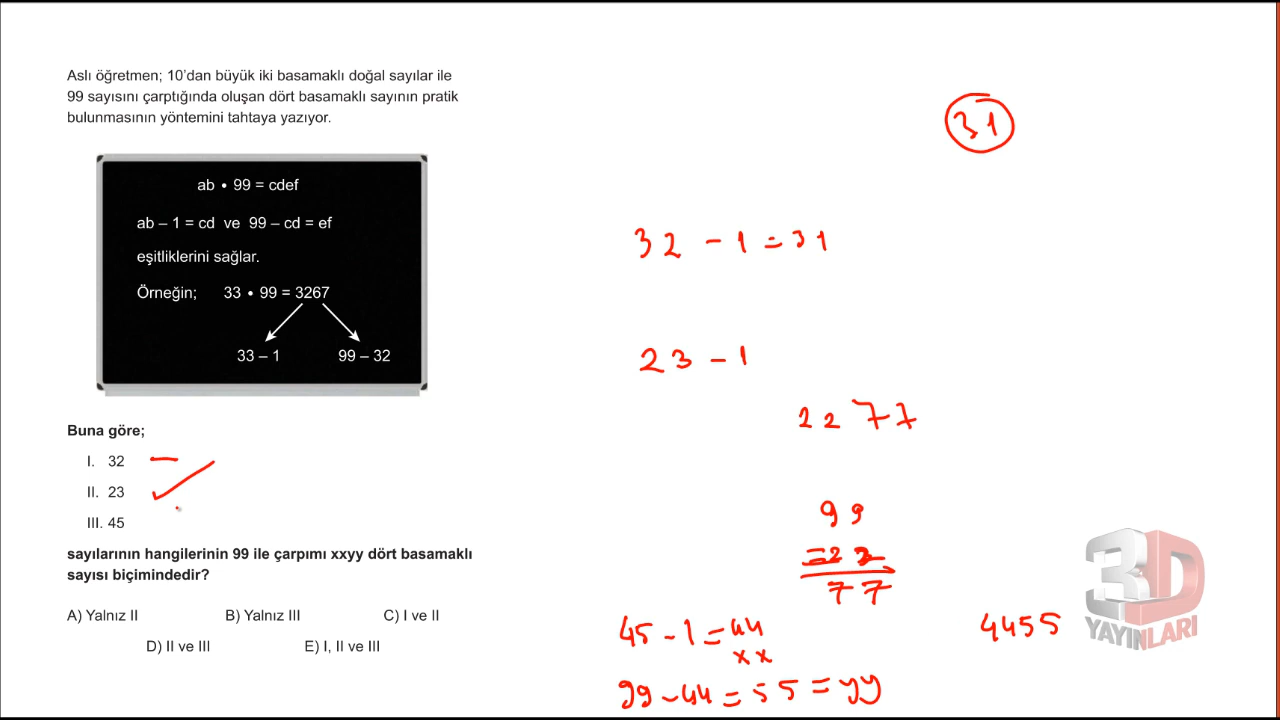 Aslı öğretmen; 10’dan büyük iki basamaklı doğal sayılar ile
99 sayısını çarptığında oluşan dört basamaklı sayının pratik
bulunmasının yöntemini tahtaya yazıyor.
ab • 99 = cdef
ab – 1 = cd ve 99 – cd = ef
eşitliklerini sağlar.
Örneğin; 33 • 99 = 3267
33 – 1 99 – 32
Buna göre;
I. 32
II. 23
III. 45
sayılarının hangilerinin 99 ile çarpımı xxyy dört basamaklı
sayısı biçimindedir?
A) Yalnız II B) Yalnız III C) I ve II
D) II ve III E) I, II ve III
31
32 - 1 = 31
23 - 1
2277
99
- 22
77
45 - 1 = 44
xx
99 - 44 = 55 = yy
4455
3D
YAYINLARI